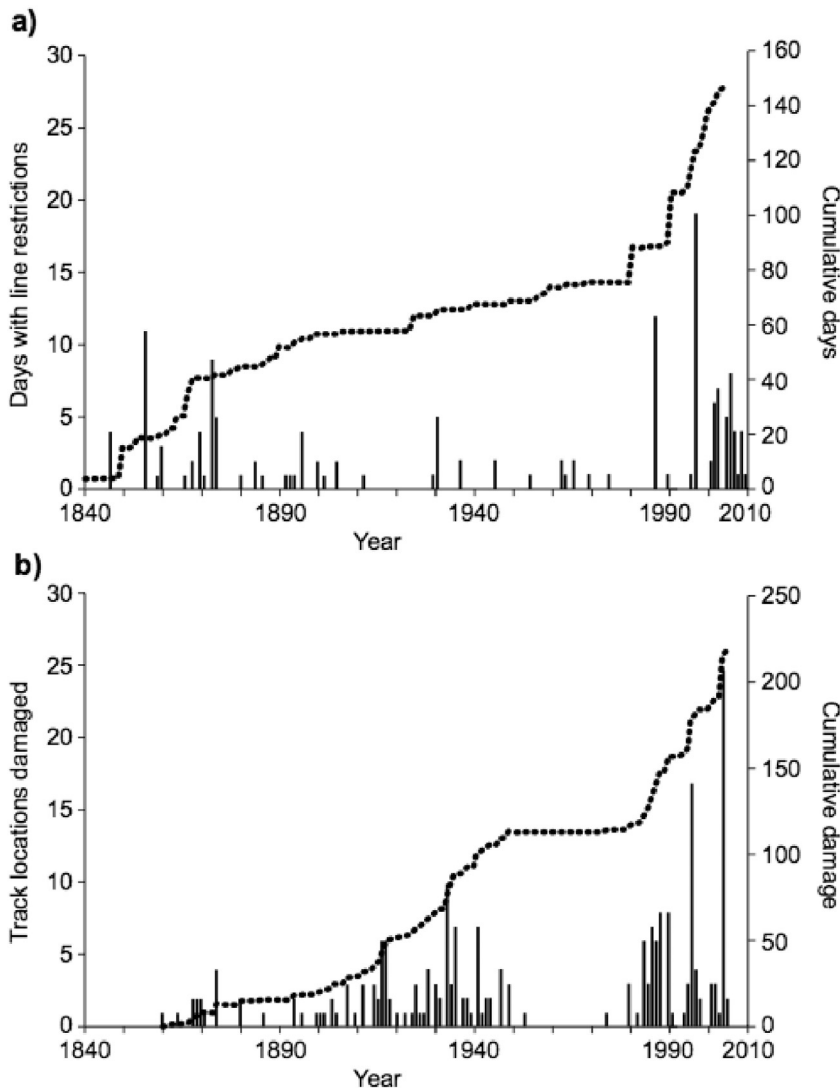 a)
30
25
20
15
10
5
0
Days with line restrictions
160
140
120
100
80
60
40
20
0
Cumulative days
1840 1890 1940 1990 2010
Year
b)
30
25
20
15
10
5
0
Track locations damaged
250
200
150
100
50
0
Cumulative damage
1840 1890 1940 1990 2010
Year